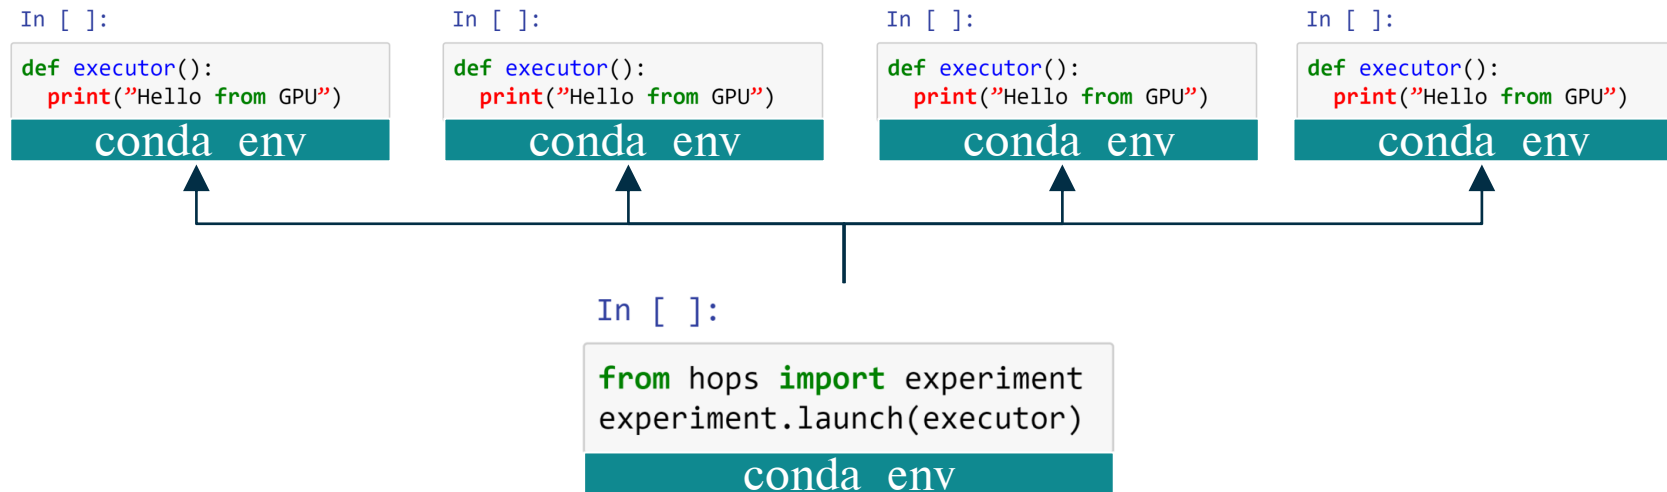 In [ ]:
def executor():
print(”Hello from GPU”)
conda env
In [ ]:
def executor():
print(”Hello from GPU”)
conda env
In [ ]:
def executor():
print(”Hello from GPU”)
conda env
In [ ]:
def executor():
print(”Hello from GPU”)
conda env
In [ ]:
from hops import experiment
experiment.launch(executor)
conda env